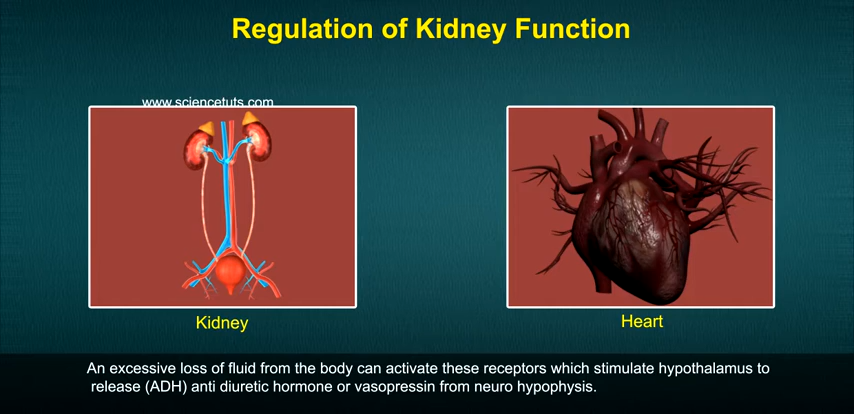 Regulation of Kidney Function
www.sciencetuts.com
Kidney
Heart
An excessive loss of fluid from the body can activate these receptors which stimulate hypothalamus to
release (ADH) anti diuretic hormone or vasopressin from neuro hypophysis.